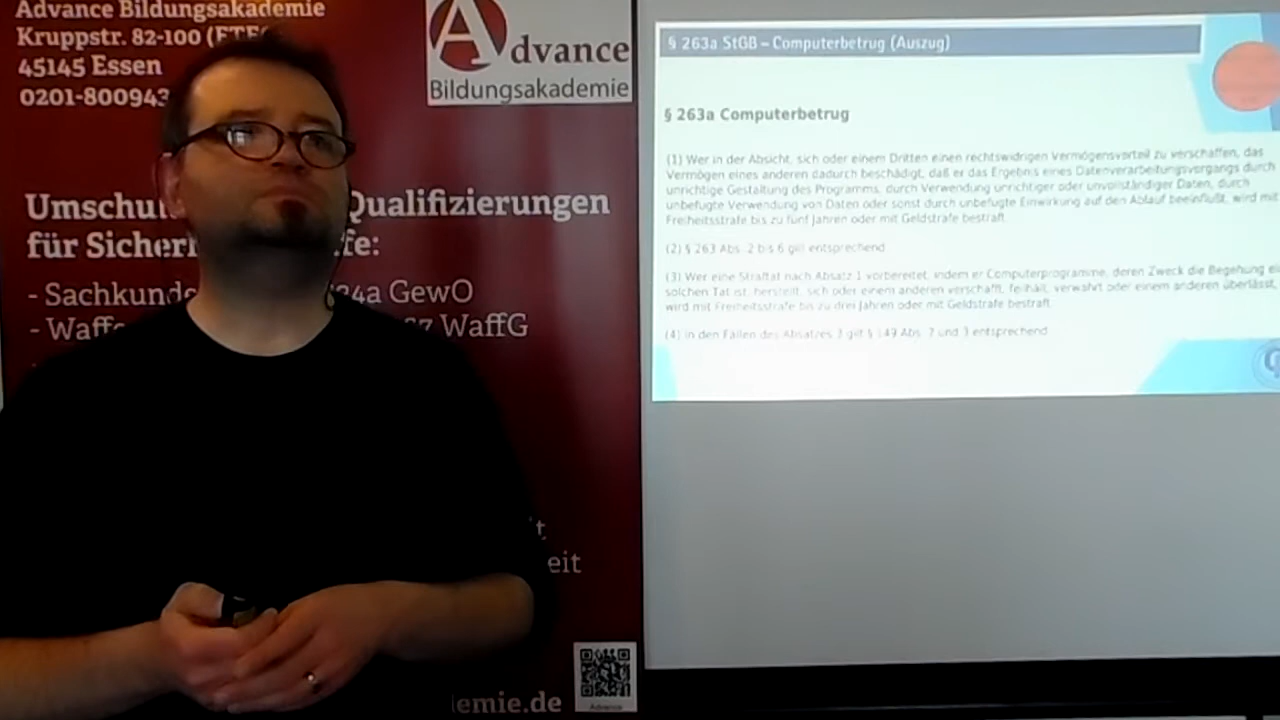 Advance Bildungsakademie
Kruppstr. 82-100
45145 Essen
0201-800943
Advance
Bildungsakademie
Qualifizierungen
für
- Sachkunde 34a GewO
WaffG
eit
emie.de
§ 263a StGB – Computerbetrug (Auszug)
§ 263a Computerbetrug
(1) Wer in der Absicht, sich oder einem Dritten einen rechtswidrigen Vermögensvorteil zu verschaffen, das
Vermögen eines anderen dadurch beschädigt, daß er das Ergebnis eines Datenverarbeitungsvorgangs durch
unrichtige Gestaltung des Programms, durch Verwendung unrichtiger oder unvollständiger Daten, durch
unbefugte Verwendung von Daten oder sonst durch unbefugte Einwirkung auf den Ablauf beeinflußt, wird mit
Freiheitsstrafe bis zu fünf Jahren oder mit Geldstrafe bestraft.
(2) § 263 Abs. 2 bis 6 gilt entsprechend.
(3) Wer eine Straftat nach Absatz 1 vorbereitet, indem er Computerprogramme, deren Zweck die Begehung ei
solchen Tat ist, herstellt, sich oder einem anderen verschafft, feilhält, verwahrt oder einem anderen überlässt,
wird mit Freiheitsstrafe bis zu drei Jahren oder mit Geldstrafe bestraft.
(4) In den Fällen des Absatzes 3 gilt § 149 Abs. 2 und 3 entsprechend.